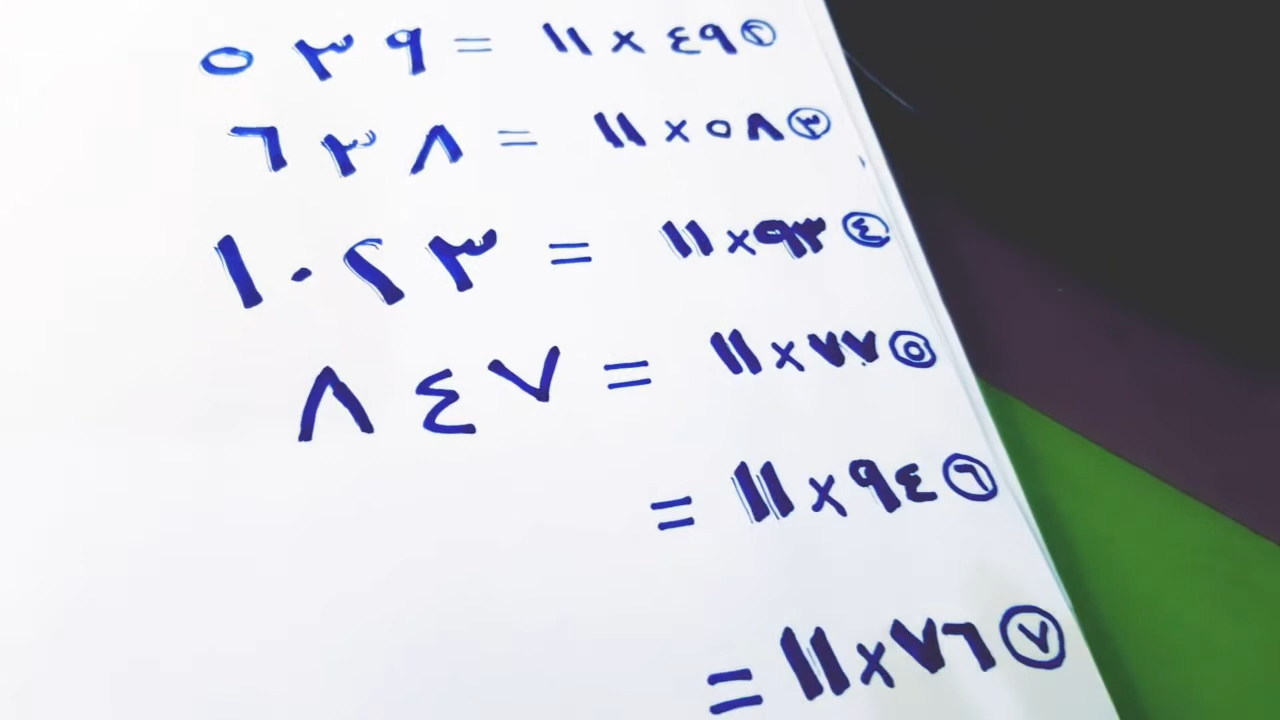 ٢ ٤٩ × ١١ = ٥٣٩
٣ ٥٨ × ١١ = ٦٣٨
٤ ٩٣ × ١١ = ١٠٢٣
٥ ٧٧ × ١١ = ٨٤٧
٦ ٩٤ × ١١ =
٧ ٧٦ × ١١ =